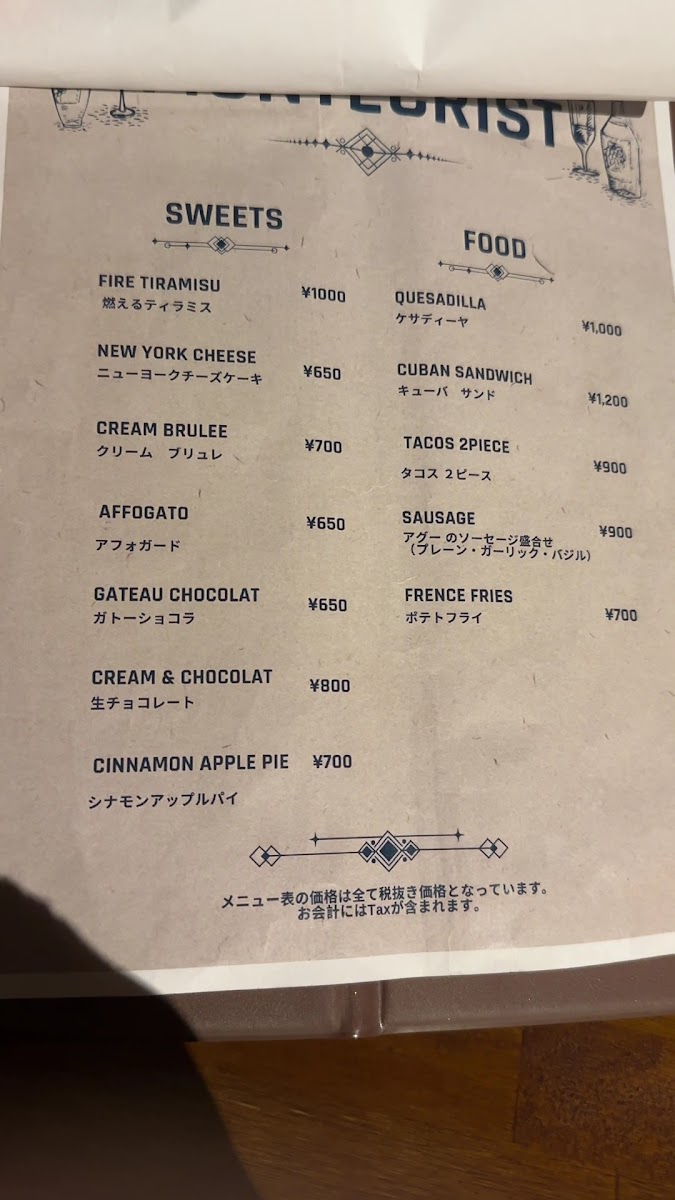 SWEETS
FIRE TIRAMISU ¥1000
燃えるティラミス
NEW YORK CHEESE ¥650
ニューヨークチーズケーキ
CREAM BRULEE ¥700
クリーム ブリュレ
AFFOGATO ¥650
アフォガード
GATEAU CHOCOLAT ¥650
ガトーショコラ
CREAM & CHOCOLAT ¥800
生チョコレート
CINNAMON APPLE PIE ¥700
シナモンアップルパイ
FOOD
QUESADILLA ¥1,000
ケサディーヤ
CUBAN SANDWICH ¥1,200
キューバ サンド
TACOS 2PIECE ¥900
タコス 2ピース
SAUSAGE ¥900
アグー のソーセージ盛合せ
(プレーン・ガーリック・バジル)
FRENCE FRIES ¥700
ポテトフライ
メニュー表の価格は全て税抜き価格となっています。
お会計にはTaxが含まれます。